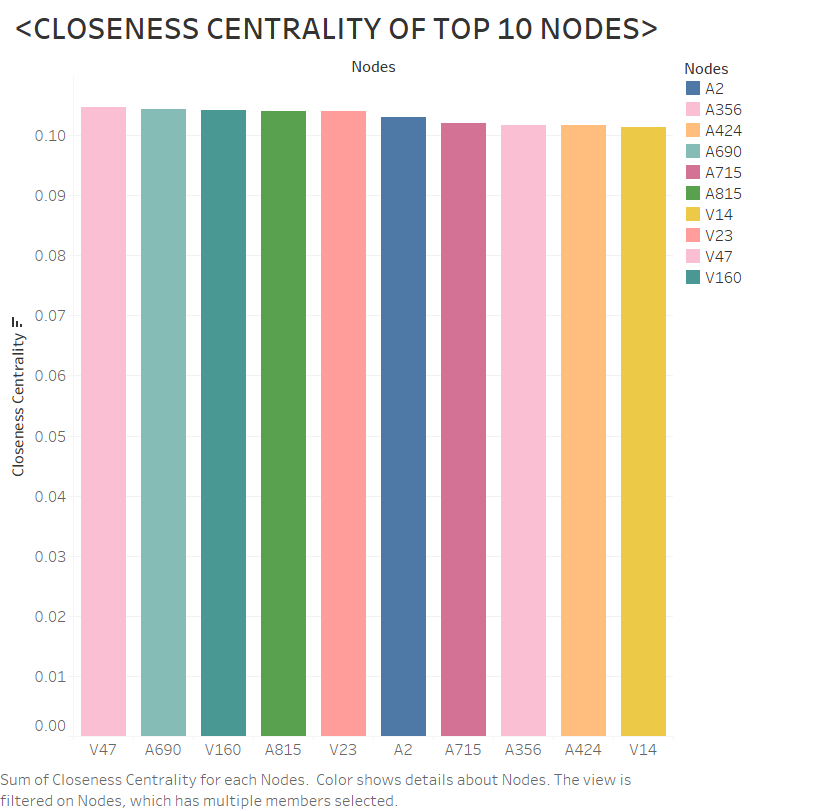 <CLOSENESS CENTRALITY OF TOP 10 NODES>
Nodes
Closeness Centrality
0.10
0.09
0.08
0.07
0.06
0.05
0.04
0.03
0.02
0.01
0.00
V47 A690 V160 A815 V23 A2 A715 A356 A424 V14
Nodes
A2
A356
A424
A690
A715
A815
V14
V23
V47
V160
Sum of Closeness Centrality for each Nodes.  Color shows details about Nodes. The view is
filtered on Nodes, which has multiple members selected.